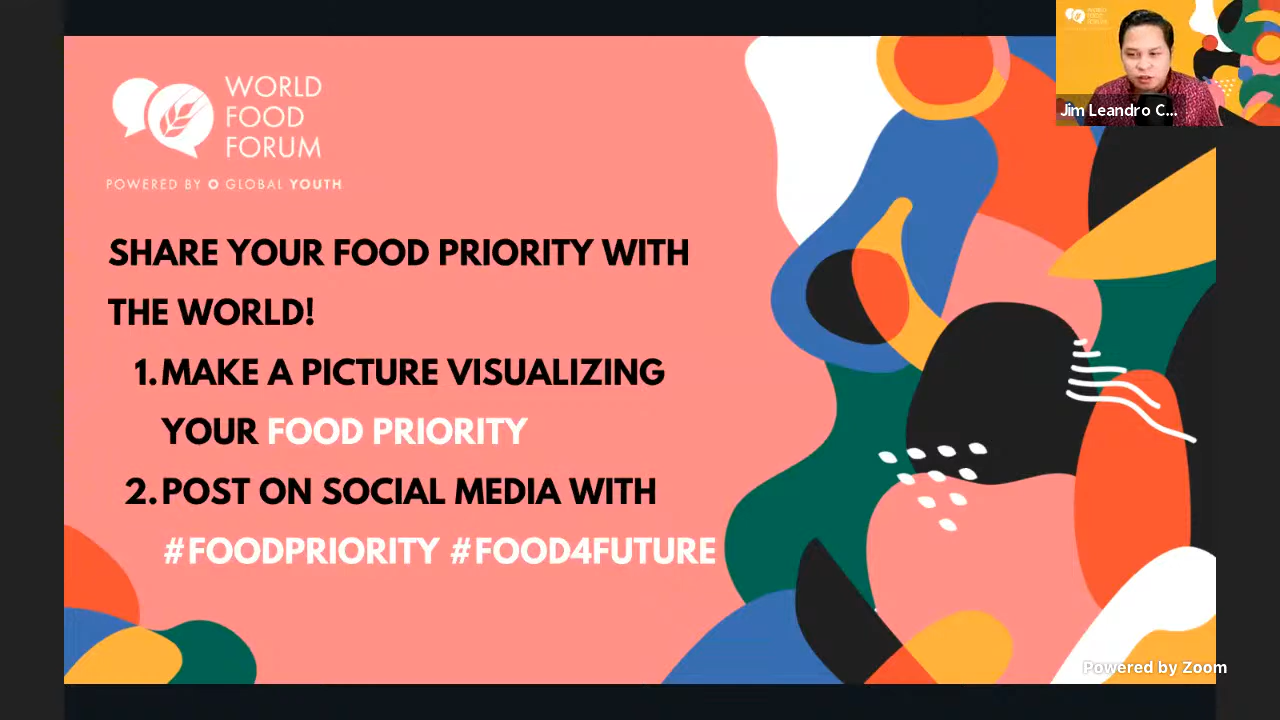 WORLD
FOOD
FORUM
POWERED BY O GLOBAL YOUTH
SHARE YOUR FOOD PRIORITY WITH
THE WORLD!
1. MAKE A PICTURE VISUALIZING
YOUR FOOD PRIORITY
2. POST ON SOCIAL MEDIA WITH
#FOODPRIORITY #FOOD4FUTURE
Jim Leandro C...
Powered by Zoom